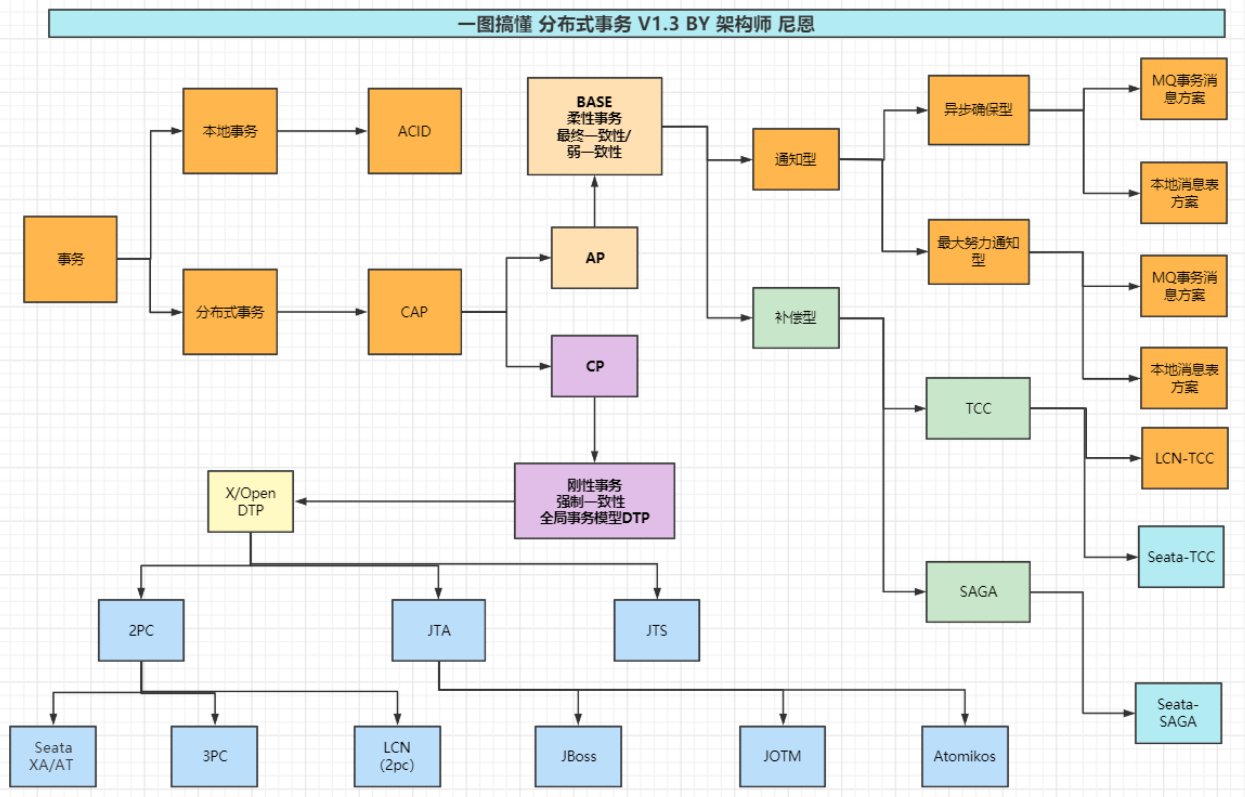 一图搞懂 分布式事务 V1.3 BY 架构师 尼恩
事务
本地事务
ACID
分布式事务
CAP
BASE
柔性事务
最终一致性/
弱一致性
AP
CP
刚性事务
强制一致性
全局事务模型DTP
通知型
异步确保型
MQ事务消
息方案
本地消息表
方案
最大努力通知
型
MQ事务消
息方案
本地消息表
方案
补偿型
TCC
LCN-TCC
Seata-TCC
SAGA
Seata-
SAGA
X/Open
DTP
2PC
JTA
JTS
Seata
XA/AT
3PC
LCN
(2pc)
JBoss
JOTM
Atomikos